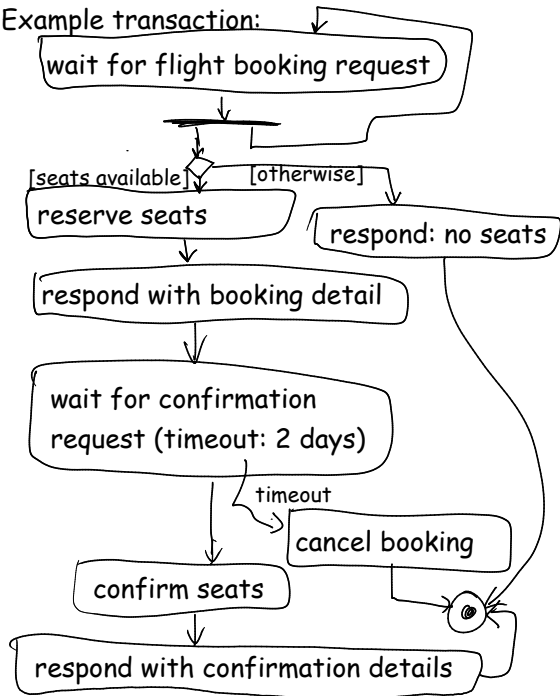 Example transaction:
wait for flight booking request
[seats available]
[otherwise]
reserve seats
respond: no seats
respond with booking detail
wait for confirmation
request (timeout: 2 days)
timeout
cancel booking
confirm seats
respond with confirmation details